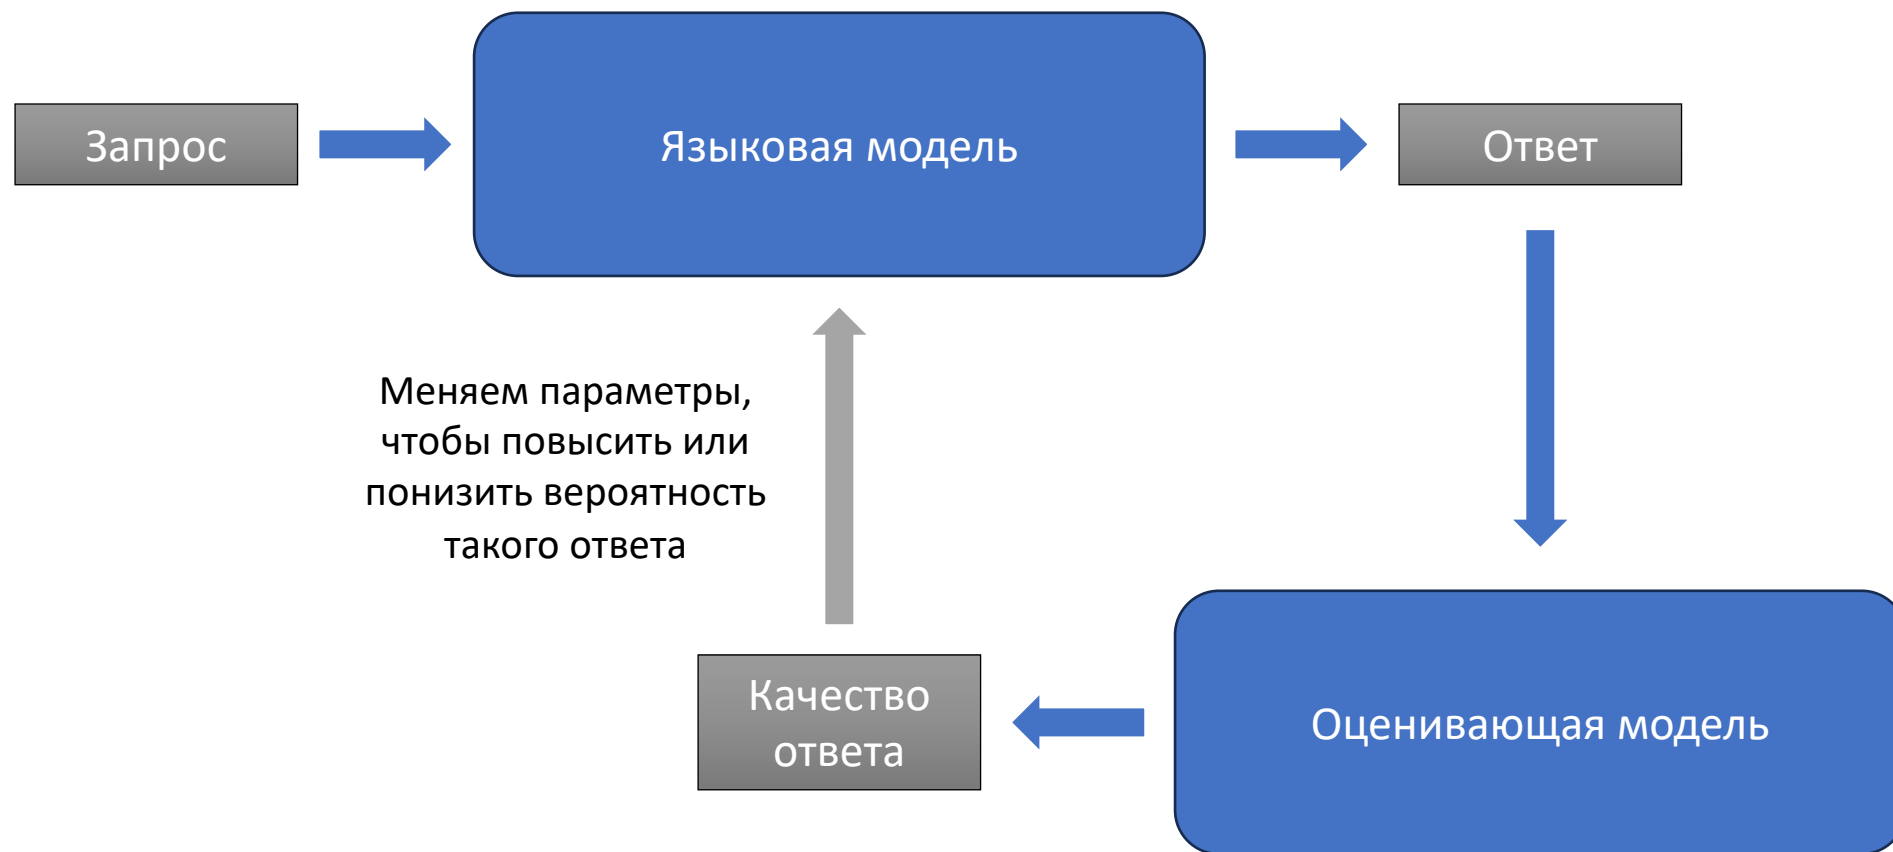 Запрос
Языковая модель
Ответ
Меняем параметры,
чтобы повысить или
понизить вероятность
такого ответа
Качество
ответа
Оценивающая модель